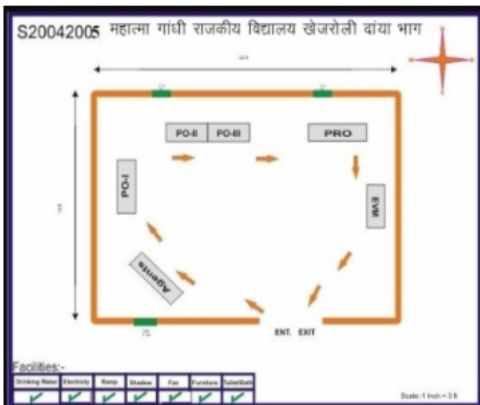 S20042005 महात्मा गांधी राजकीय विद्यालय खेजरोली दांया भाग
PO-II PO-III
PRO
PO-I
EVM
Agents
ENT. EXIT
Facilities:-
Drinking Water Electricity Ramp Shadow Fan Furniture Toilet/Bath
Scale:-1 Inch = 3.6